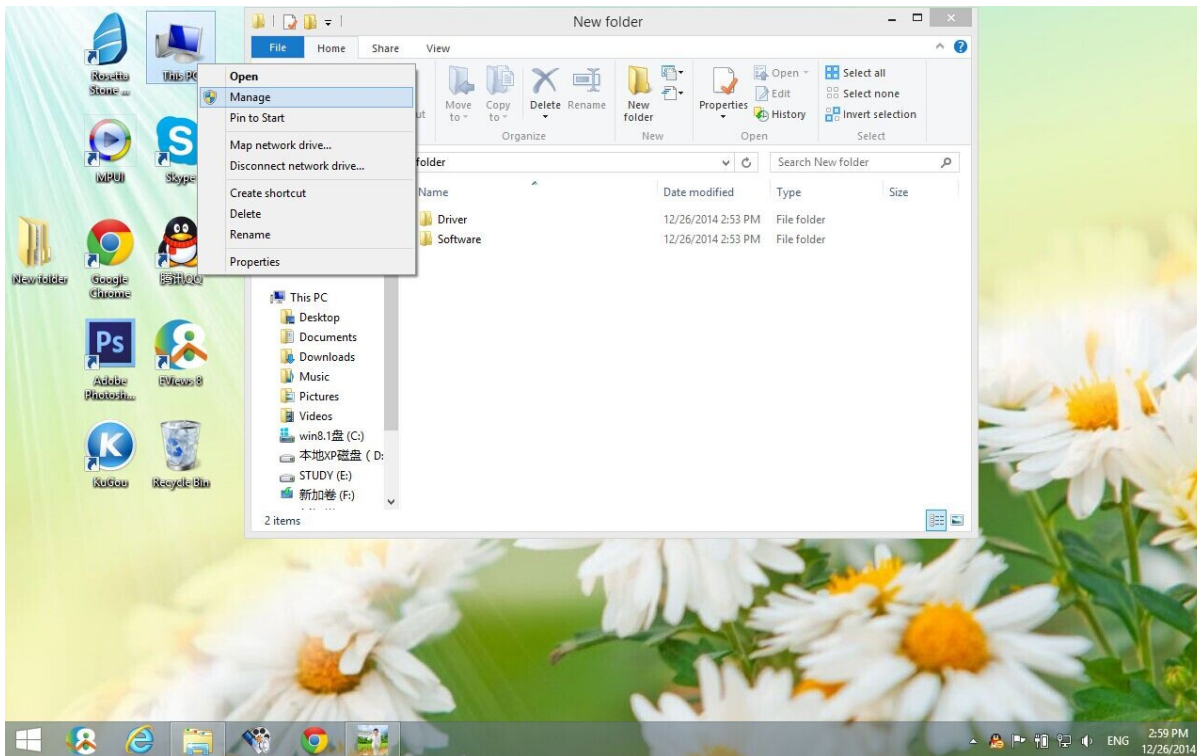 New folder
File Home Share View
Rosetta
Stone ...
This PC
MPUI
Skype
New folder
Google
Chrome
腾讯QQ
Adobe
Photosh...
EViews 8
KuGou
Recycle Bin
Open
Manage
Pin to Start
Map network drive...
Disconnect network drive...
Create shortcut
Delete
Rename
Properties
ut
Move
to
Copy
to
Delete
Rename
Organize
New
folder
New
Properties
Open
Edit
History
Open
Select all
Select none
Invert selection
Select
folder
Search New folder
Name Date modified Type Size
Driver 12/26/2014 2:53 PM File folder
Software 12/26/2014 2:53 PM File folder
This PC
Desktop
Documents
Downloads
Music
Pictures
Videos
win8.1盘 (C:)
本地XP磁盘 ( D:
STUDY (E:)
新加卷 (F:)
2 items
Ps
K
ENG
2:59 PM
12/26/2014